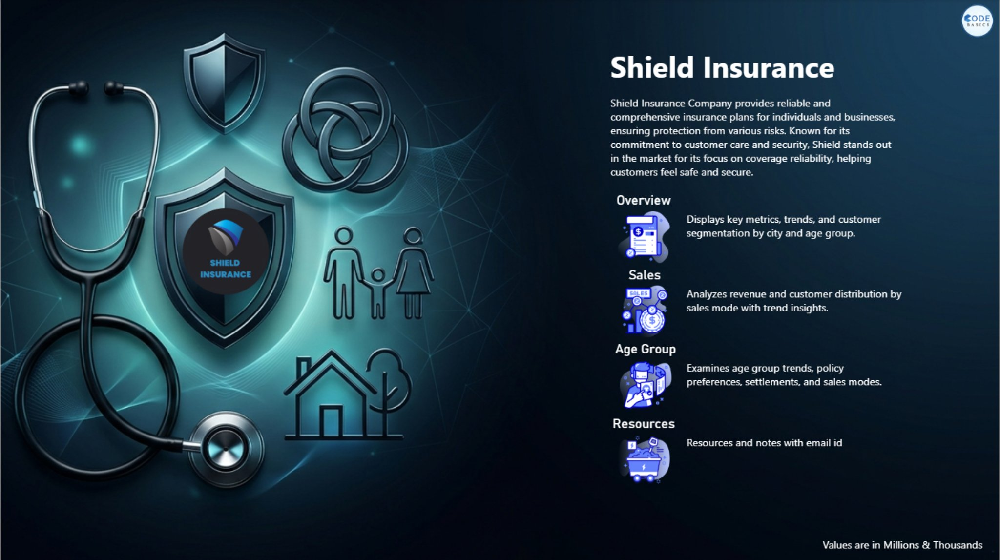 CODE
BASICS
Shield Insurance
Shield Insurance Company provides reliable and
comprehensive insurance plans for individuals and businesses,
ensuring protection from various risks. Known for its
commitment to customer care and security, Shield stands out
in the market for its focus on coverage reliability, helping
customers feel safe and secure.
SHIELD
INSURANCE
Overview
Displays key metrics, trends, and customer
segmentation by city and age group.
Sales
SALES
Analyzes revenue and customer distribution by
sales mode with trend insights.
Age Group
Examines age group trends, policy
preferences, settlements, and sales modes.
Resources
Resources and notes with email id
Values are in Millions & Thousands